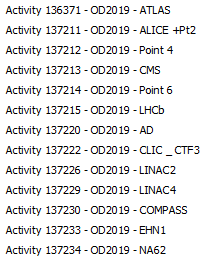 Activity 136371 - OD2019 - ATLAS
Activity 137211 - OD2019 - ALICE +Pt2
Activity 137212 - OD2019 - Point 4
Activity 137213 - OD2019 - CMS
Activity 137214 - OD2019 - Point 6
Activity 137215 - OD2019 - LHCb
Activity 137220 - OD2019 - AD
Activity 137222 - OD2019 - CLIC _ CTF3
Activity 137226 - OD2019 - LINAC2
Activity 137229 - OD2019 - LINAC4
Activity 137230 - OD2019 - COMPASS
Activity 137233 - OD2019 - EHN1
Activity 137234 - OD2019 - NA62